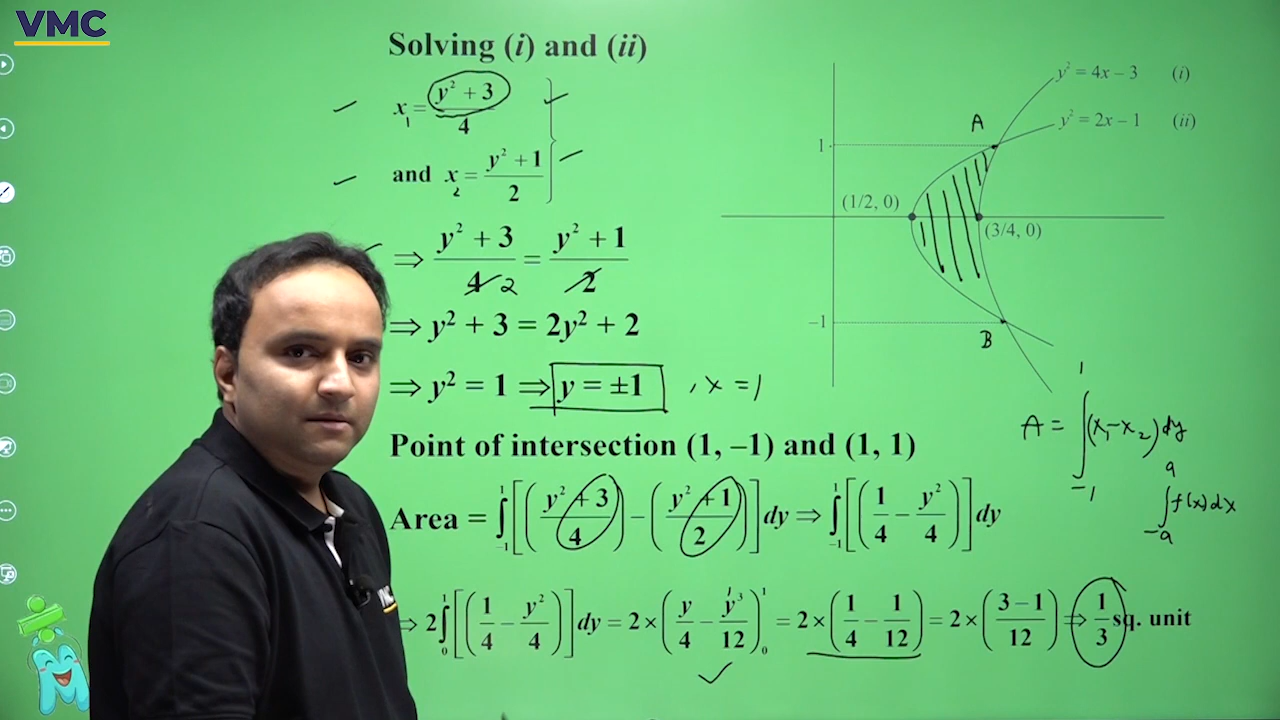 VMC
Solving (i) and (ii)
x₁ = (y² + 3)/4
and x₂ = (y² + 1)/2
⇒ (y² + 3)/4 2 = (y² + 1)/2
⇒ y² + 3 = 2y² + 2
⇒ y² = 1 ⇒ y = ±1 , x = 1
Point of intersection (1, –1) and (1, 1)
Area = ∫₋₁¹ [((y² + 3)/4) – ((y² + 1)/2)] dy ⇒ ∫₋₁¹ [(1/4 – y²/4)] dy
⇒ 2∫₀¹ [(1/4 – y²/4)] dy = 2 × (y/4 – y³/12)₀¹ = 2 × (1/4 – 1/12) = 2 × ((3 – 1)/12) ⇒ 1/3 sq. unit
y² = 4x – 3 (i)
y² = 2x – 1 (ii)
A
1
(1/2, 0)
(3/4, 0)
–1
B
A = ∫₋₁¹ (x₁ – x₂) dy
∫₋ₐᵃ f(x) dx
VMC
M